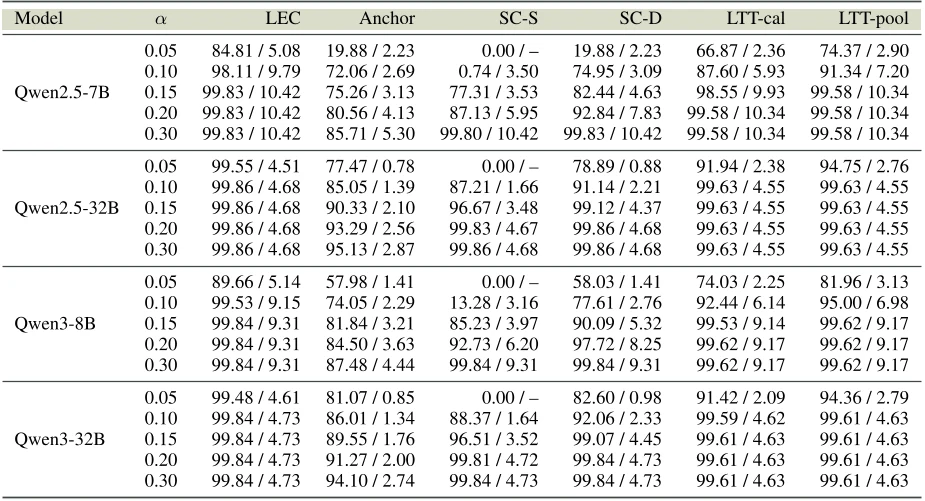 Model α LEC Anchor SC-S SC-D LTT-cal LTT-pool
0.05 84.81 / 5.08 19.88 / 2.23 0.00 / – 19.88 / 2.23 66.87 / 2.36 74.37 / 2.90
0.10 98.11 / 9.79 72.06 / 2.69 0.74 / 3.50 74.95 / 3.09 87.60 / 5.93 91.34 / 7.20
Qwen2.5-7B 0.15 99.83 / 10.42 75.26 / 3.13 77.31 / 3.53 82.44 / 4.63 98.55 / 9.93 99.58 / 10.34
0.20 99.83 / 10.42 80.56 / 4.13 87.13 / 5.95 92.84 / 7.83 99.58 / 10.34 99.58 / 10.34
0.30 99.83 / 10.42 85.71 / 5.30 99.80 / 10.42 99.83 / 10.42 99.58 / 10.34 99.58 / 10.34
0.05 99.55 / 4.51 77.47 / 0.78 0.00 / – 78.89 / 0.88 91.94 / 2.38 94.75 / 2.76
0.10 99.86 / 4.68 85.05 / 1.39 87.21 / 1.66 91.14 / 2.21 99.63 / 4.55 99.63 / 4.55
Qwen2.5-32B 0.15 99.86 / 4.68 90.33 / 2.10 96.67 / 3.48 99.12 / 4.37 99.63 / 4.55 99.63 / 4.55
0.20 99.86 / 4.68 93.29 / 2.56 99.83 / 4.67 99.86 / 4.68 99.63 / 4.55 99.63 / 4.55
0.30 99.86 / 4.68 95.13 / 2.87 99.86 / 4.68 99.86 / 4.68 99.63 / 4.55 99.63 / 4.55
0.05 89.66 / 5.14 57.98 / 1.41 0.00 / – 58.03 / 1.41 74.03 / 2.25 81.96 / 3.13
0.10 99.53 / 9.15 74.05 / 2.29 13.28 / 3.16 77.61 / 2.76 92.44 / 6.14 95.00 / 6.98
Qwen3-8B 0.15 99.84 / 9.31 81.84 / 3.21 85.23 / 3.97 90.09 / 5.32 99.53 / 9.14 99.62 / 9.17
0.20 99.84 / 9.31 84.50 / 3.63 92.73 / 6.20 97.72 / 8.25 99.62 / 9.17 99.62 / 9.17
0.30 99.84 / 9.31 87.48 / 4.44 99.84 / 9.31 99.84 / 9.31 99.62 / 9.17 99.62 / 9.17
0.05 99.48 / 4.61 81.07 / 0.85 0.00 / – 82.60 / 0.98 91.42 / 2.09 94.36 / 2.79
0.10 99.84 / 4.73 86.01 / 1.34 88.37 / 1.64 92.06 / 2.33 99.59 / 4.62 99.61 / 4.63
Qwen3-32B 0.15 99.84 / 4.73 89.55 / 1.76 96.51 / 3.52 99.07 / 4.45 99.61 / 4.63 99.61 / 4.63
0.20 99.84 / 4.73 91.27 / 2.00 99.81 / 4.72 99.84 / 4.73 99.61 / 4.63 99.61 / 4.63
0.30 99.84 / 4.73 94.10 / 2.74 99.84 / 4.73 99.84 / 4.73 99.61 / 4.63 99.61 / 4.63